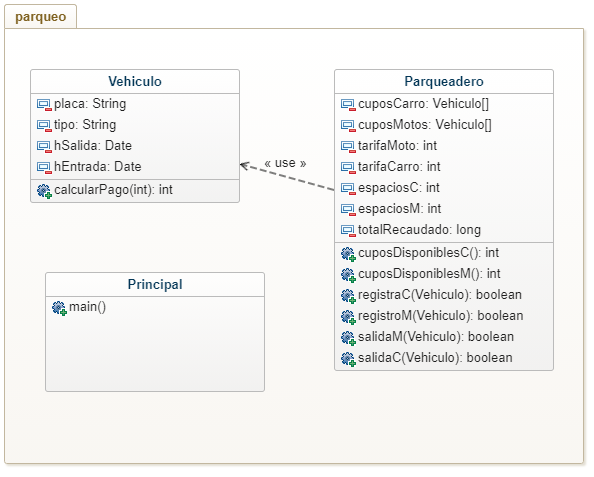 parqueo
Vehiculo
placa: String
tipo: String
hSalida: Date
hEntrada: Date
calcularPago(int): int
« use »
Parqueadero
cuposCarro: Vehiculo[]
cuposMotos: Vehiculo[]
tarifaMoto: int
tarifaCarro: int
espaciosC: int
espaciosM: int
totalRecaudado: long
cuposDisponiblesC(): int
cuposDisponiblesM(): int
registraC(Vehiculo): boolean
registroM(Vehiculo): boolean
salidaM(Vehiculo): boolean
salidaC(Vehiculo): boolean
Principal
main()